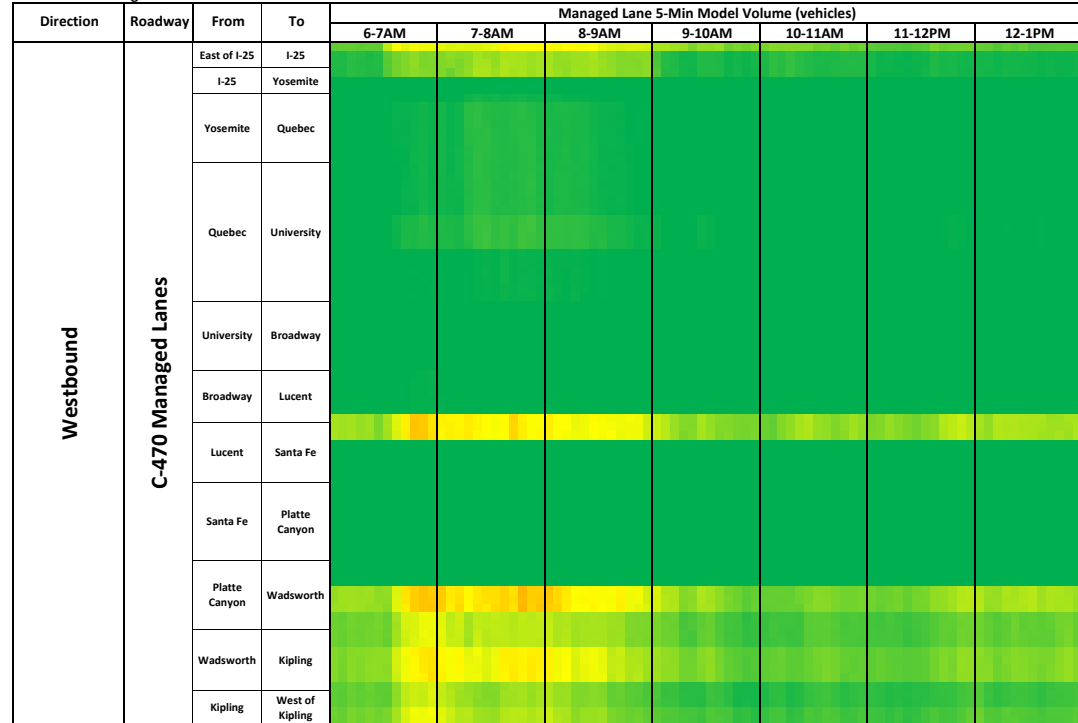 Managed Lane 5-Min Model Volume (vehicles)
Direction Roadway From To
6-7AM 7-8AM 8-9AM 9-10AM 10-11AM 11-12PM 12-1PM
Westbound
C-470 Managed Lanes
East of I-25 I-25
I-25 Yosemite
Yosemite Quebec
Quebec University
University Broadway
Broadway Lucent
Lucent Santa Fe
Santa Fe Platte
Canyon
Platte
Canyon Wadsworth
Wadsworth Kipling
Kipling West of
Kipling